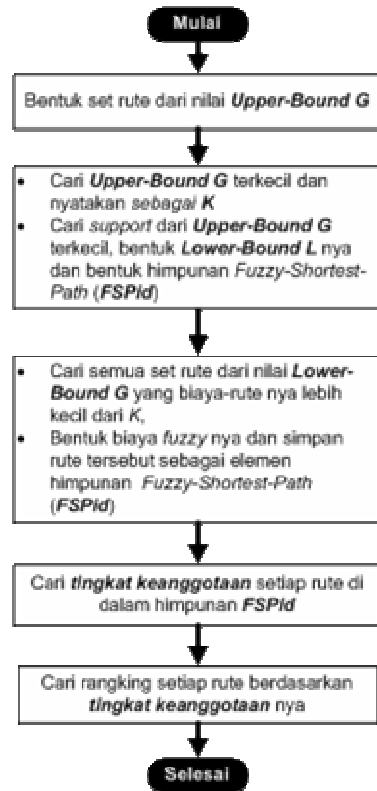 Mulai
Bentuk set rute dari nilai Upper-Bound G
• Cari Upper-Bound G terkecil dan
nyatakan sebagai K
• Cari support dari Upper-Bound G
terkecil, bentuk Lower-Bound L nya
dan bentuk himpunan Fuzzy-Shortest-
Path (FSPid)
• Cari semua set rute dari nilai Lower-
Bound G yang biaya-rute nya lebih
kecil dari K,
• Bentuk biaya fuzzy nya dan simpan
rute tersebut sebagai elemen
himpunan Fuzzy-Shortest-Path
(FSPid)
Cari tingkat keanggotaan setiap rute di
dalam himpunan FSPid
Cari rangking setiap rute berdasarkan
tingkat keanggotaan nya
Selesai